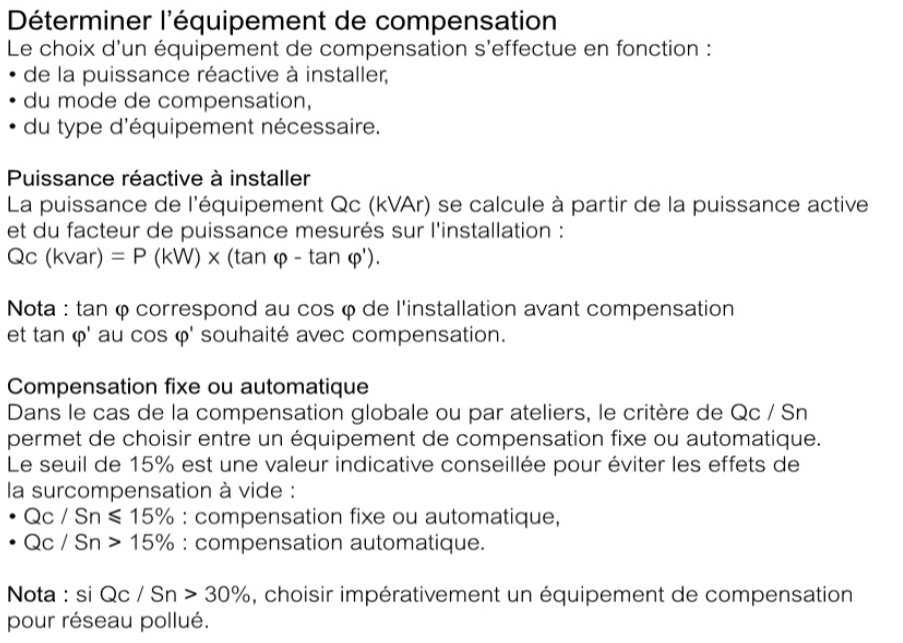 Déterminer l'équipement de compensation
Le choix d'un équipement de compensation s'effectue en fonction :
• de la puissance réactive à installer,
• du mode de compensation,
• du type d'équipement nécessaire.
Puissance réactive à installer
La puissance de l'équipement Qc (kVAr) se calcule à partir de la puissance active
et du facteur de puissance mesurés sur l'installation :
Qc (kvar) = P (kW) x (tan φ - tan φ').
Nota : tan φ correspond au cos φ de l'installation avant compensation
et tan φ' au cos φ' souhaité avec compensation.
Compensation fixe ou automatique
Dans le cas de la compensation globale ou par ateliers, le critère de Qc / Sn
permet de choisir entre un équipement de compensation fixe ou automatique.
Le seuil de 15% est une valeur indicative conseillée pour éviter les effets de
la surcompensation à vide :
• Qc / Sn ⩽ 15% : compensation fixe ou automatique,
• Qc / Sn > 15% : compensation automatique.
Nota : si Qc / Sn > 30%, choisir impérativement un équipement de compensation
pour réseau pollué.